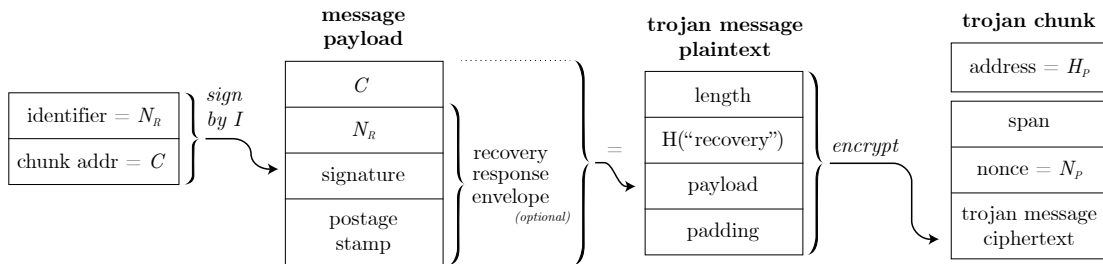 identifier = N_R
chunk addr = C
sign
by I
message
payload
C
N_R
signature
postage
stamp
recovery
response
envelope
(optional)
=
trojan message
plaintext
length
H(“recovery”)
payload
padding
encrypt
trojan chunk
address = H_P
span
nonce = N_P
trojan message
ciphertext